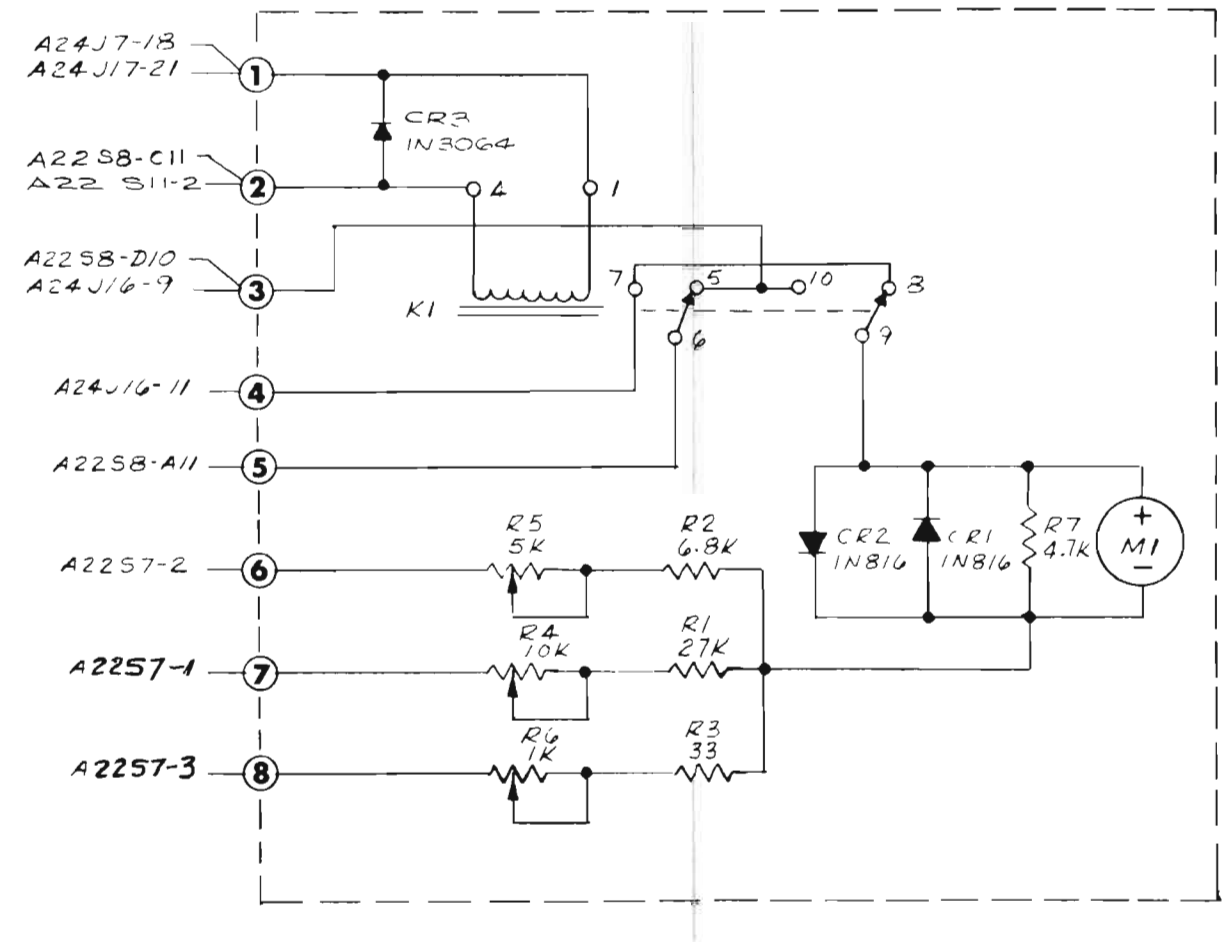 A24J7-18
A24J17-21
1
CR3
1N3064
A22S8-C11
A22 S11-2
2
4
1
A22S8-D10
A24J16-9
3
K1
7
5
10
8
6
9
A24J16-11
4
A22S8-A11
5
A22S7-2
6
R5
5K
R2
6.8K
CR2
1N816
CR1
1N816
R7
4.7K
+
M1
−
A22S7-1
7
R4
10K
R1
27K
A22S7-3
8
R6
1K
R3
33